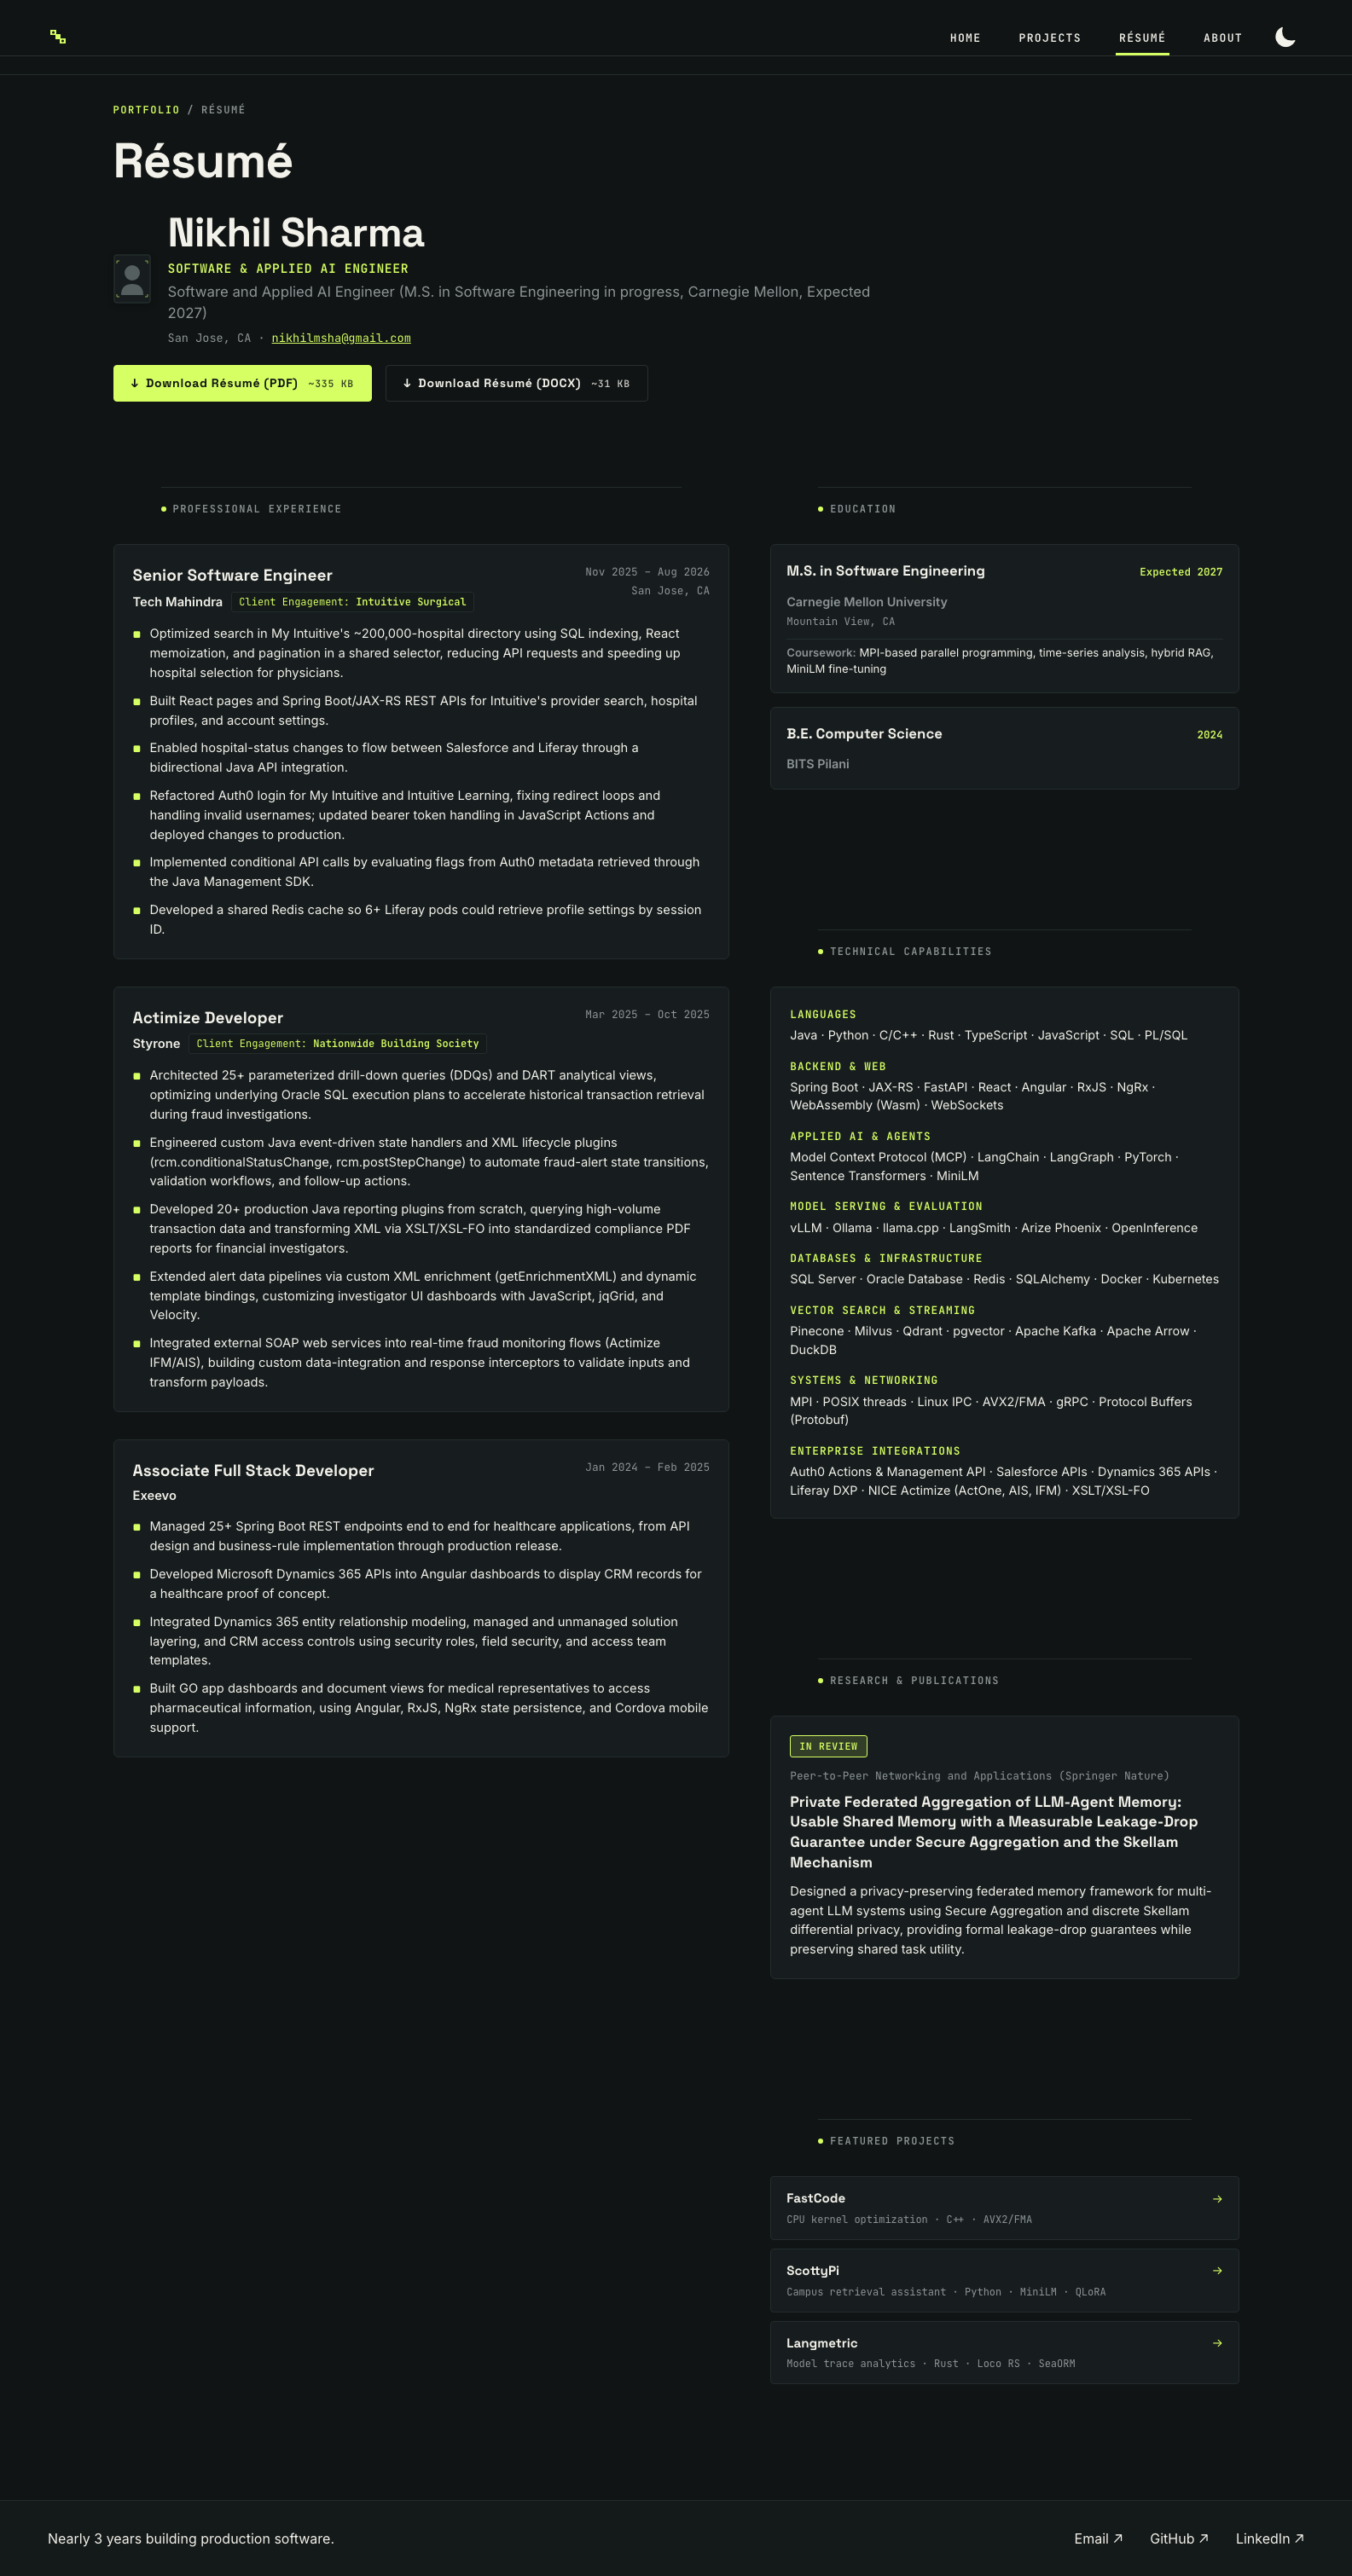 HOME PROJECTS RÉSUMÉ ABOUT
PORTFOLIO / RÉSUMÉ
Résumé
Nikhil Sharma
SOFTWARE & APPLIED AI ENGINEER
Software and Applied AI Engineer (M.S. in Software Engineering in progress, Carnegie Mellon, Expected
2027)
San Jose, CA · nikhilmsha@gmail.com
↓ Download Résumé (PDF) ~335 KB ↓ Download Résumé (DOCX) ~31 KB
PROFESSIONAL EXPERIENCE
Senior Software Engineer Nov 2025 – Aug 2026
San Jose, CA
Tech Mahindra Client Engagement: Intuitive Surgical
Optimized search in My Intuitive's ~200,000-hospital directory using SQL indexing, React
memoization, and pagination in a shared selector, reducing API requests and speeding up
hospital selection for physicians.
Built React pages and Spring Boot/JAX-RS REST APIs for Intuitive's provider search, hospital
profiles, and account settings.
Enabled hospital-status changes to flow between Salesforce and Liferay through a
bidirectional Java API integration.
Refactored Auth0 login for My Intuitive and Intuitive Learning, fixing redirect loops and
handling invalid usernames; updated bearer token handling in JavaScript Actions and
deployed changes to production.
Implemented conditional API calls by evaluating flags from Auth0 metadata retrieved through
the Java Management SDK.
Developed a shared Redis cache so 6+ Liferay pods could retrieve profile settings by session
ID.
Actimize Developer Mar 2025 – Oct 2025
Styrone Client Engagement: Nationwide Building Society
Architected 25+ parameterized drill-down queries (DDQs) and DART analytical views,
optimizing underlying Oracle SQL execution plans to accelerate historical transaction retrieval
during fraud investigations.
Engineered custom Java event-driven state handlers and XML lifecycle plugins
(rcm.conditionalStatusChange, rcm.postStepChange) to automate fraud-alert state transitions,
validation workflows, and follow-up actions.
Developed 20+ production Java reporting plugins from scratch, querying high-volume
transaction data and transforming XML via XSLT/XSL-FO into standardized compliance PDF
reports for financial investigators.
Extended alert data pipelines via custom XML enrichment (getEnrichmentXML) and dynamic
template bindings, customizing investigator UI dashboards with JavaScript, jqGrid, and
Velocity.
Integrated external SOAP web services into real-time fraud monitoring flows (Actimize
IFM/AIS), building custom data-integration and response interceptors to validate inputs and
transform payloads.
Associate Full Stack Developer Jan 2024 – Feb 2025
Exeevo
Managed 25+ Spring Boot REST endpoints end to end for healthcare applications, from API
design and business-rule implementation through production release.
Developed Microsoft Dynamics 365 APIs into Angular dashboards to display CRM records for
a healthcare proof of concept.
Integrated Dynamics 365 entity relationship modeling, managed and unmanaged solution
layering, and CRM access controls using security roles, field security, and access team
templates.
Built GO app dashboards and document views for medical representatives to access
pharmaceutical information, using Angular, RxJS, NgRx state persistence, and Cordova mobile
support.
EDUCATION
M.S. in Software Engineering Expected 2027
Carnegie Mellon University
Mountain View, CA
Coursework: MPI-based parallel programming, time-series analysis, hybrid RAG,
MiniLM fine-tuning
B.E. Computer Science 2024
BITS Pilani
TECHNICAL CAPABILITIES
LANGUAGES
Java · Python · C/C++ · Rust · TypeScript · JavaScript · SQL · PL/SQL
BACKEND & WEB
Spring Boot · JAX-RS · FastAPI · React · Angular · RxJS · NgRx ·
WebAssembly (Wasm) · WebSockets
APPLIED AI & AGENTS
Model Context Protocol (MCP) · LangChain · LangGraph · PyTorch ·
Sentence Transformers · MiniLM
MODEL SERVING & EVALUATION
vLLM · Ollama · llama.cpp · LangSmith · Arize Phoenix · OpenInference
DATABASES & INFRASTRUCTURE
SQL Server · Oracle Database · Redis · SQLAlchemy · Docker · Kubernetes
VECTOR SEARCH & STREAMING
Pinecone · Milvus · Qdrant · pgvector · Apache Kafka · Apache Arrow ·
DuckDB
SYSTEMS & NETWORKING
MPI · POSIX threads · Linux IPC · AVX2/FMA · gRPC · Protocol Buffers
(Protobuf)
ENTERPRISE INTEGRATIONS
Auth0 Actions & Management API · Salesforce APIs · Dynamics 365 APIs ·
Liferay DXP · NICE Actimize (ActOne, AIS, IFM) · XSLT/XSL-FO
RESEARCH & PUBLICATIONS
IN REVIEW
Peer-to-Peer Networking and Applications (Springer Nature)
Private Federated Aggregation of LLM-Agent Memory:
Usable Shared Memory with a Measurable Leakage-Drop
Guarantee under Secure Aggregation and the Skellam
Mechanism
Designed a privacy-preserving federated memory framework for multi-
agent LLM systems using Secure Aggregation and discrete Skellam
differential privacy, providing formal leakage-drop guarantees while
preserving shared task utility.
FEATURED PROJECTS
FastCode →
CPU kernel optimization · C++ · AVX2/FMA
ScottyPi →
Campus retrieval assistant · Python · MiniLM · QLoRA
Langmetric →
Model trace analytics · Rust · Loco RS · SeaORM
Nearly 3 years building production software. Email ↗ GitHub ↗ LinkedIn ↗